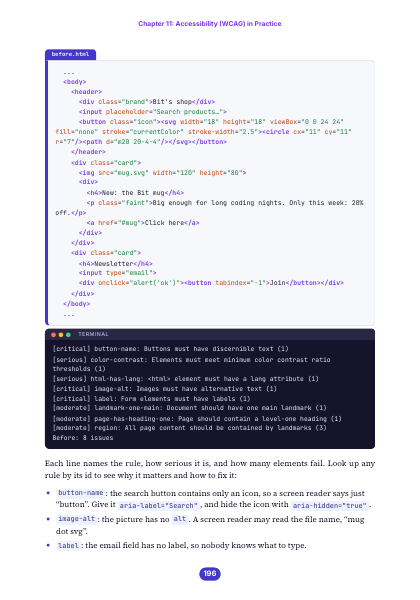 Chapter 11: Accessibility (WCAG) in Practice
before.html
...
<body>
<header>
<div class="brand">Bit's shop</div>
<input placeholder="Search products…">
<button class="icon"><svg width="18" height="18" viewBox="0 0 24 24"
fill="none" stroke="currentColor" stroke-width="2.5"><circle cx="11" cy="11"
r="7"/><path d="m20 20-4-4"/></svg></button>
</header>
<div class="card">
<img src="mug.svg" width="120" height="80">
<div>
<h4>New: the Bit mug</h4>
<p class="faint">Big enough for long coding nights. Only this week: 20%
off.</p>
<a href="#mug">Click here</a>
</div>
</div>
<div class="card">
<h4>Newsletter</h4>
<input type="email">
<div onclick="alert('ok')"><button tabindex="-1">Join</button></div>
</div>
</body>
...
TERMINAL
[critical] button-name: Buttons must have discernible text (1)
[serious] color-contrast: Elements must meet minimum color contrast ratio
thresholds (1)
[serious] html-has-lang: <html> element must have a lang attribute (1)
[critical] image-alt: Images must have alternative text (1)
[critical] label: Form elements must have labels (1)
[moderate] landmark-one-main: Document should have one main landmark (1)
[moderate] page-has-heading-one: Page should contain a level-one heading (1)
[moderate] region: All page content should be contained by landmarks (3)
Before: 8 issues
Each line names the rule, how serious it is, and how many elements fail. Look up any
rule by its id to see why it matters and how to fix it:
• button-name: the search button contains only an icon, so a screen reader says just
“button”. Give it aria-label="Search", and hide the icon with aria-hidden="true".
• image-alt: the picture has no alt. A screen reader may read the file name, “mug
dot svg”.
• label: the email field has no label, so nobody knows what to type.
196